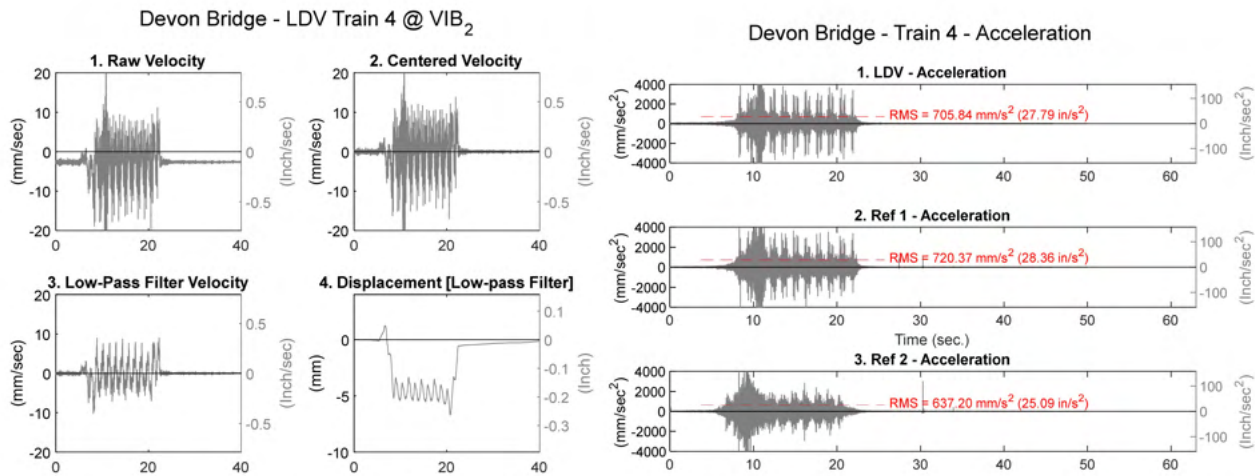 Devon Bridge - LDV Train 4 @ VIB2
1. Raw Velocity
20
10
0
-10
-20
(mm/sec)
0.5
0
-0.5
(Inch/sec)
0 20 40
2. Centered Velocity
20
10
0
-10
-20
(mm/sec)
0.5
0
-0.5
(Inch/sec)
0 20 40
3. Low-Pass Filter Velocity
20
10
0
-10
-20
(mm/sec)
0.5
0
-0.5
(Inch/sec)
0 20 40
4. Displacement [Low-pass Filter]
0
-5
-10
(mm)
0.1
0
-0.1
-0.2
-0.3
(Inch)
0 20 40
Devon Bridge - Train 4 - Acceleration
1. LDV - Acceleration
4000
2000
0
-2000
-4000
(mm/sec2)
RMS = 705.84 mm/s2 (27.79 in/s2)
100
0
-100
(Inch/sec2)
0 10 20 30 40 50 60
2. Ref 1 - Acceleration
4000
2000
0
-2000
-4000
(mm/sec2)
RMS = 720.37 mm/s2 (28.36 in/s2)
100
0
-100
(Inch/sec2)
0 10 20 30 40 50 60
Time (sec.)
3. Ref 2 - Acceleration
4000
2000
0
-2000
-4000
(mm/sec2)
RMS = 637.20 mm/s2 (25.09 in/s2)
100
0
-100
(Inch/sec2)
0 10 20 30 40 50 60